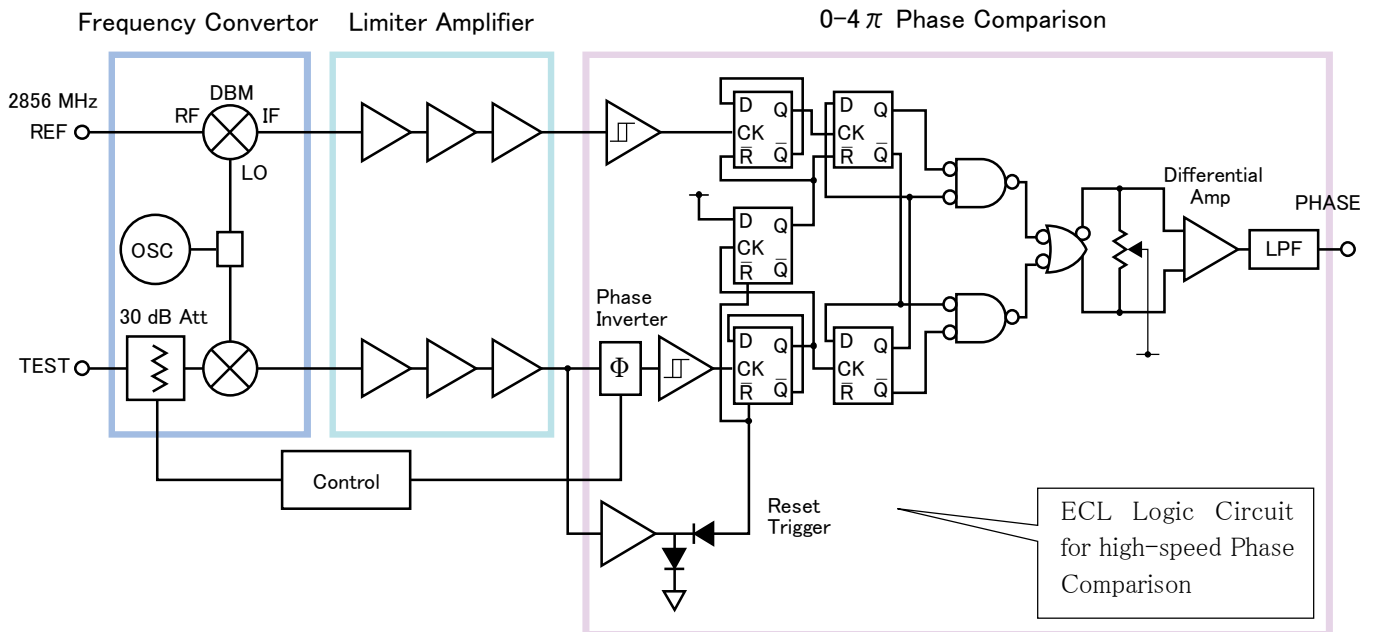 Frequency Convertor
Limiter Amplifier
0-4π Phase Comparison
2856 MHz
REF
RF
DBM
IF
LO
OSC
30 dB Att
TEST
Control
Phase
Inverter
Φ
D
Q
CK
R̅
Q̅
D
Q
CK
R̅
Q̅
D
Q
CK
R̅
Q̅
D
Q
CK
R̅
Q̅
D
Q
CK
R̅
Q̅
Differential
Amp
PHASE
LPF
Reset
Trigger
ECL Logic Circuit
for high-speed Phase
Comparison